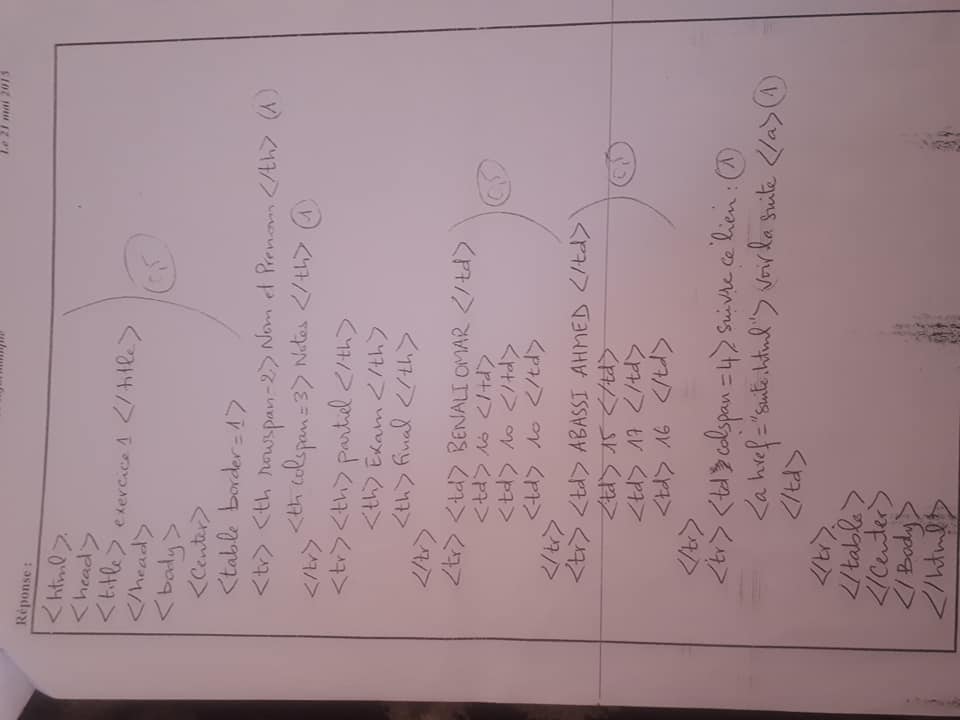 Le 21 mai 2015
Réponse :
<html>.
<head>
<title> exercice 1 </title>
</head>
<body>
0,5
<Center>
<table border=1>
<tr> <th rowspan=2> Nom et Prenom </th> 1
<th colspan=3> Notes </th> 1
</tr>
<tr> <th> partiel </th>
<th> Exam </th>
<th> Final </th>
</tr>
<tr> <td> BENALI OMAR </td>
<td> 10 </td>
<td> 10 </td> 0,5
<td> 10 </td>
</tr>
<tr> <td> ABASSI AHMED </td>
<td> 15 </td> 0,5
<td> 17 </td>
<td> 16 </td>
</tr>
<tr> <td colspan=4> suivre ce lien : 1
<a href="suite.html"> voir la suite </a> 1
</td>
</tr>.
</table>
</Center>
</Body>
</html>